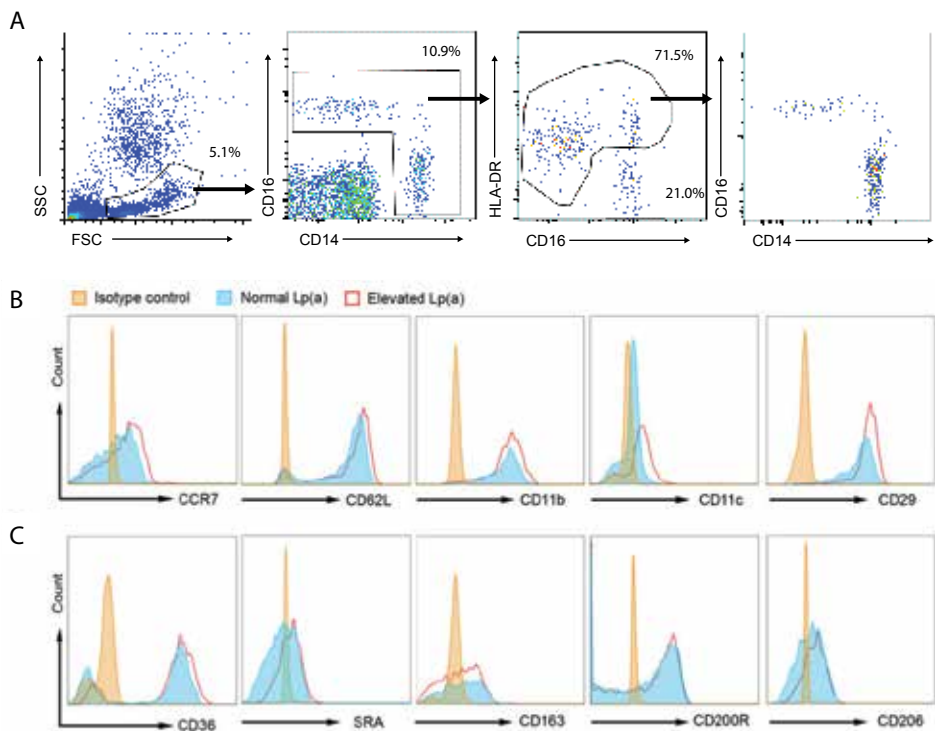 A
SSC
5.1%
FSC
CD16
10.9%
CD14
HLA-DR
71.5%
21.0%
CD16
CD16
CD14
B
Isotype control
Normal Lp(a)
Elevated Lp(a)
Count
CCR7
CD62L
CD11b
CD11c
CD29
C
Count
CD36
SRA
CD163
CD200R
CD206